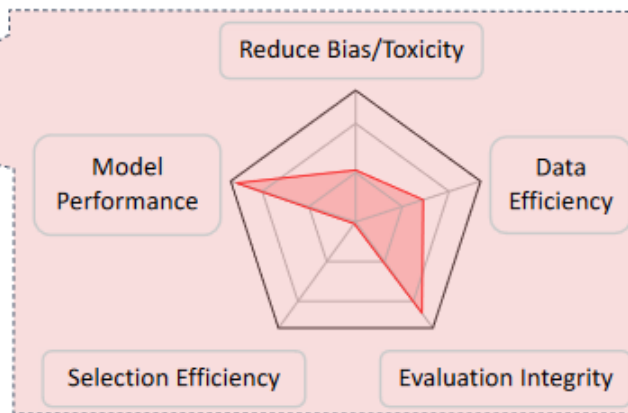 Reduce Bias/Toxicity
Model
Performance
Data
Efficiency
Selection Efficiency
Evaluation Integrity